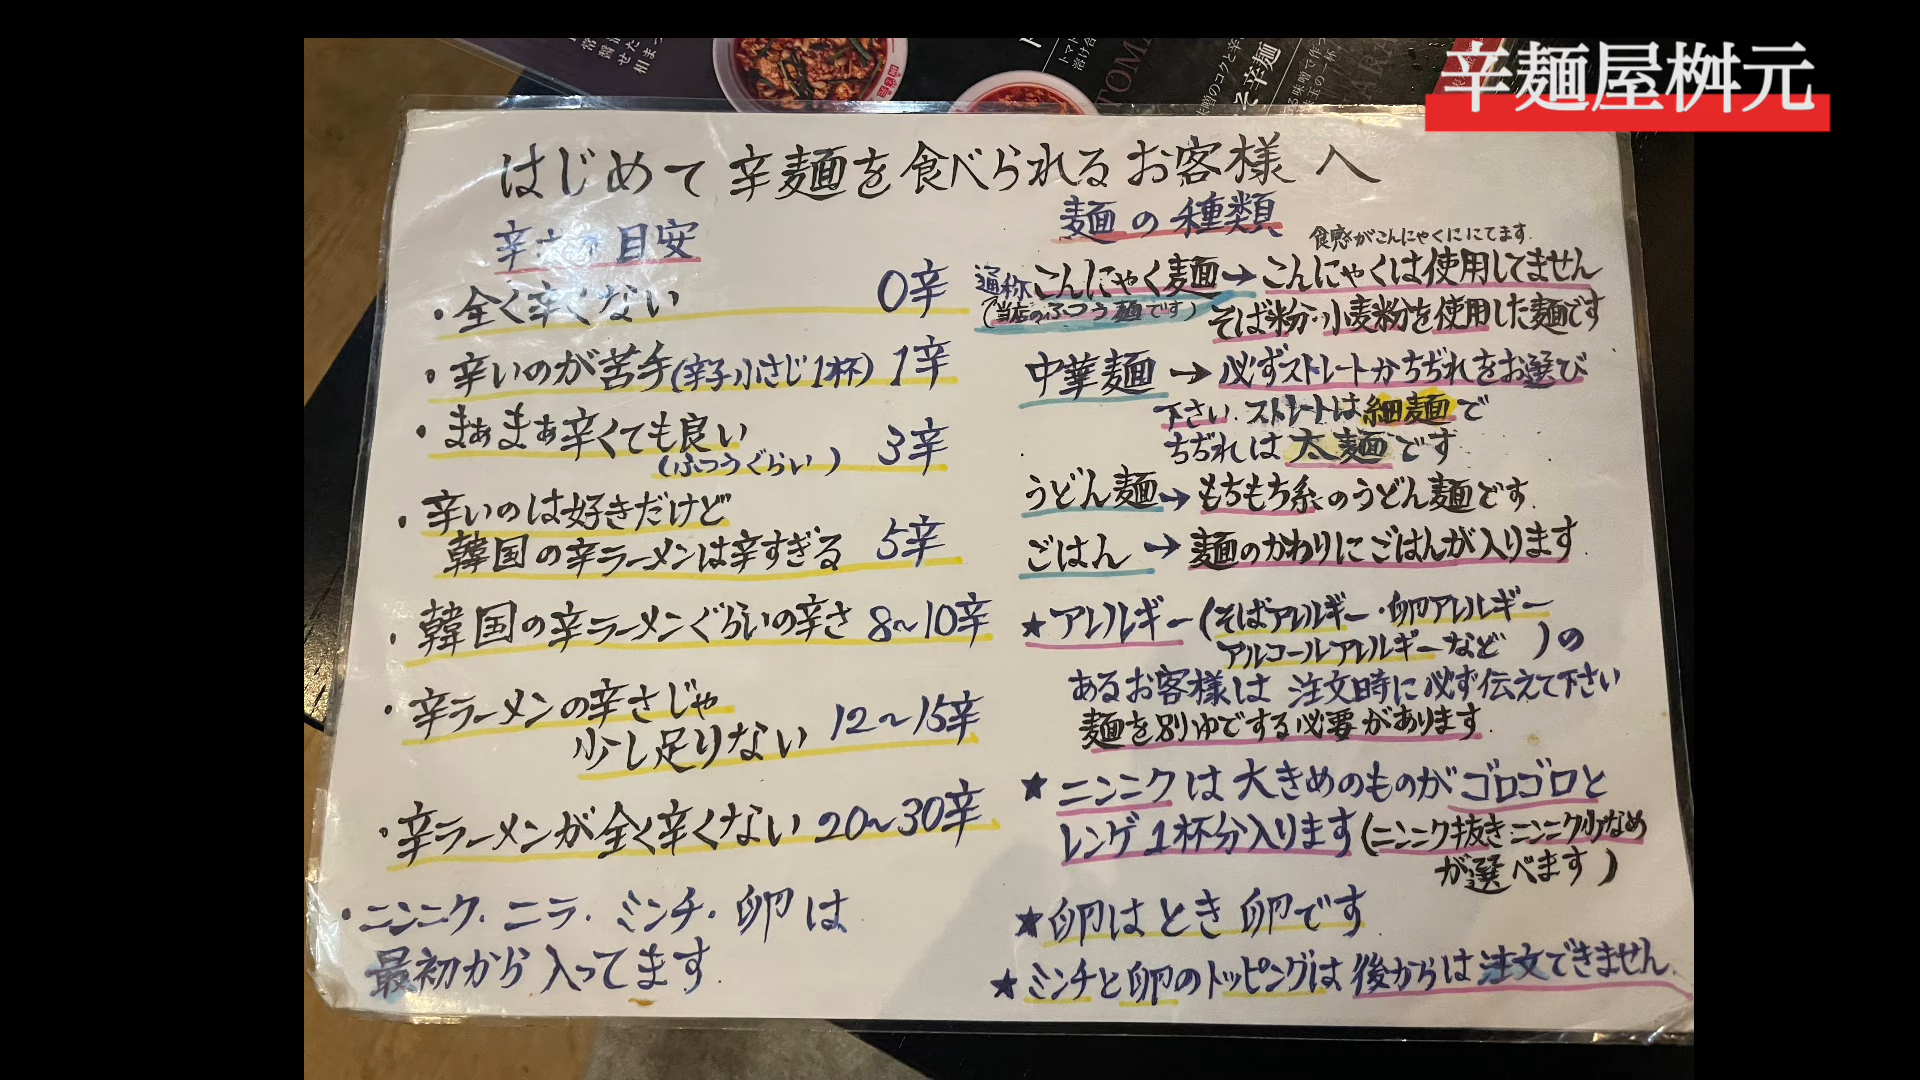 辛麺屋桝元
はじめて辛麺を食べられるお客様へ
辛さの目安
・全く辛くない 0辛
・辛いのが苦手(辛子小さじ1杯) 1辛
・まぁまぁ辛くても良い
(ふつうぐらい) 3辛
・辛いのは好きだけど
韓国の辛ラーメンは辛すぎる 5辛
・韓国の辛ラーメンぐらいの辛さ 8~10辛
・辛ラーメンの辛さじゃ
少し足りない 12~15辛
・辛ラーメンが全く辛くない 20~30辛
・ニンニク・ニラ・ミンチ・卵は
最初から入ってます.
麺の種類
食感がこんにゃくににてます.
通称こんにゃく麺→こんにゃくは使用してません
(当店のふつう麺です) そば粉・小麦粉を使用した麺です
中華麺→必ずストレートかちぢれをお選び
下さい.ストレートは細麺で
ちぢれは太麺です
うどん麺→もちもち系のうどん麺です.
ごはん→麺のかわりにごはんが入ります.
★アレルギー(そばアレルギー・卵アレルギー
アルコールアレルギーなど)の
あるお客様は注文時に必ず伝えて下さい
麺を別ゆでする必要があります.
★ニンニクは大きめのものがゴロゴロと
レンゲ1杯分入ります(ニンニク抜きニンニク少なめ
が選べます)
★卵はとき卵です.
★ミンチと卵のトッピングは後からは注文できません.